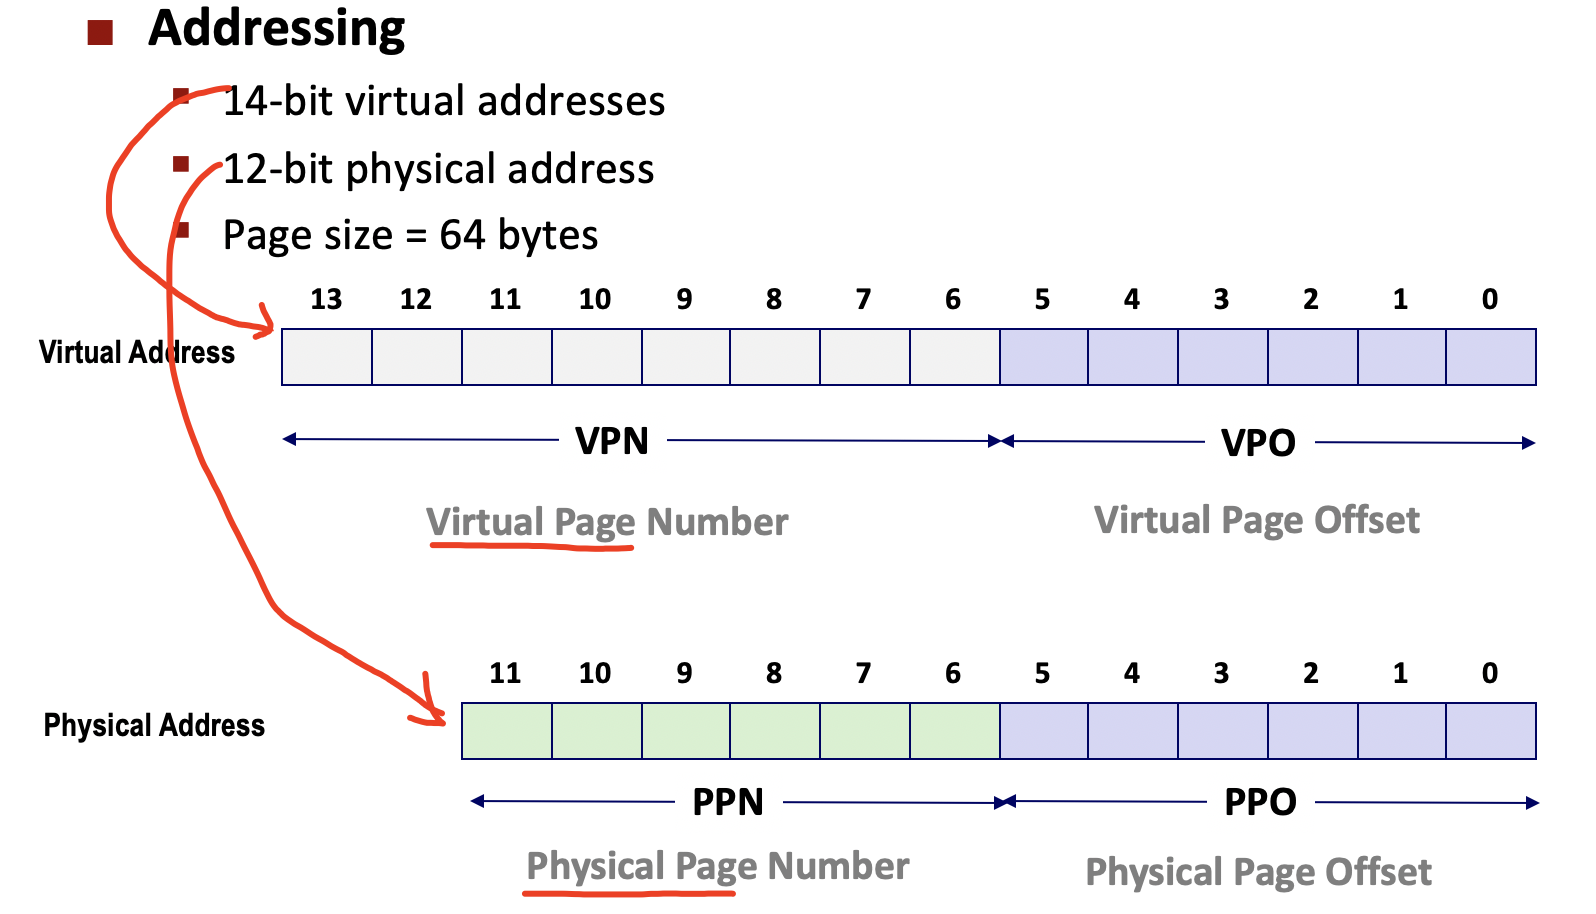 Addressing
14-bit virtual addresses
12-bit physical address
Page size = 64 bytes
13 12 11 10 9 8 7 6 5 4 3 2 1 0
Virtual Address
VPN VPO
Virtual Page Number Virtual Page Offset
11 10 9 8 7 6 5 4 3 2 1 0
Physical Address
PPN PPO
Physical Page Number Physical Page Offset